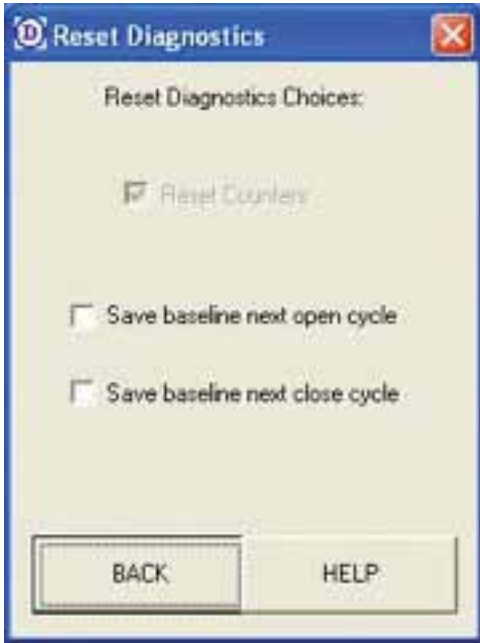 D Reset Diagnostics
Reset Diagnostics Choices:
Reset Counters
Save baseline next open cycle
Save baseline next close cycle
BACK HELP